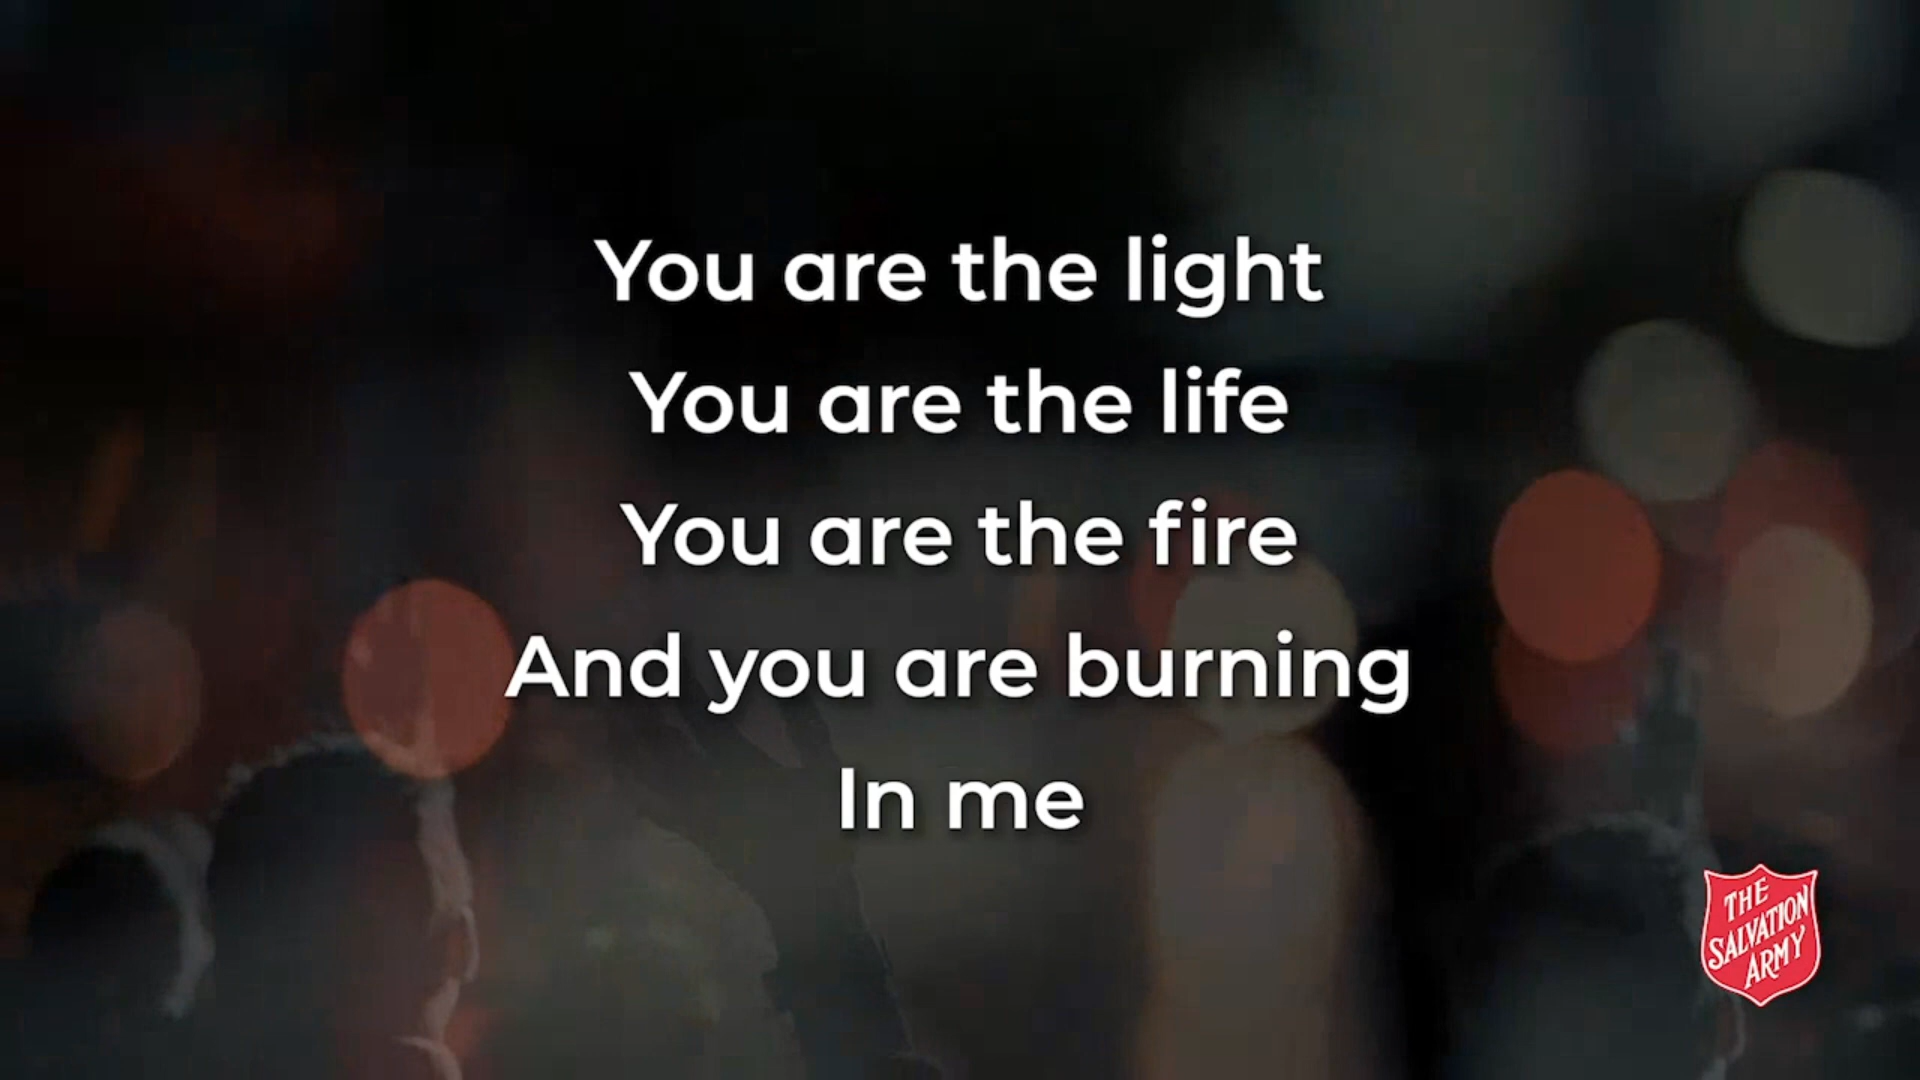 You are the light
You are the life
You are the fire
And you are burning
In me
THE
SALVATION
ARMY